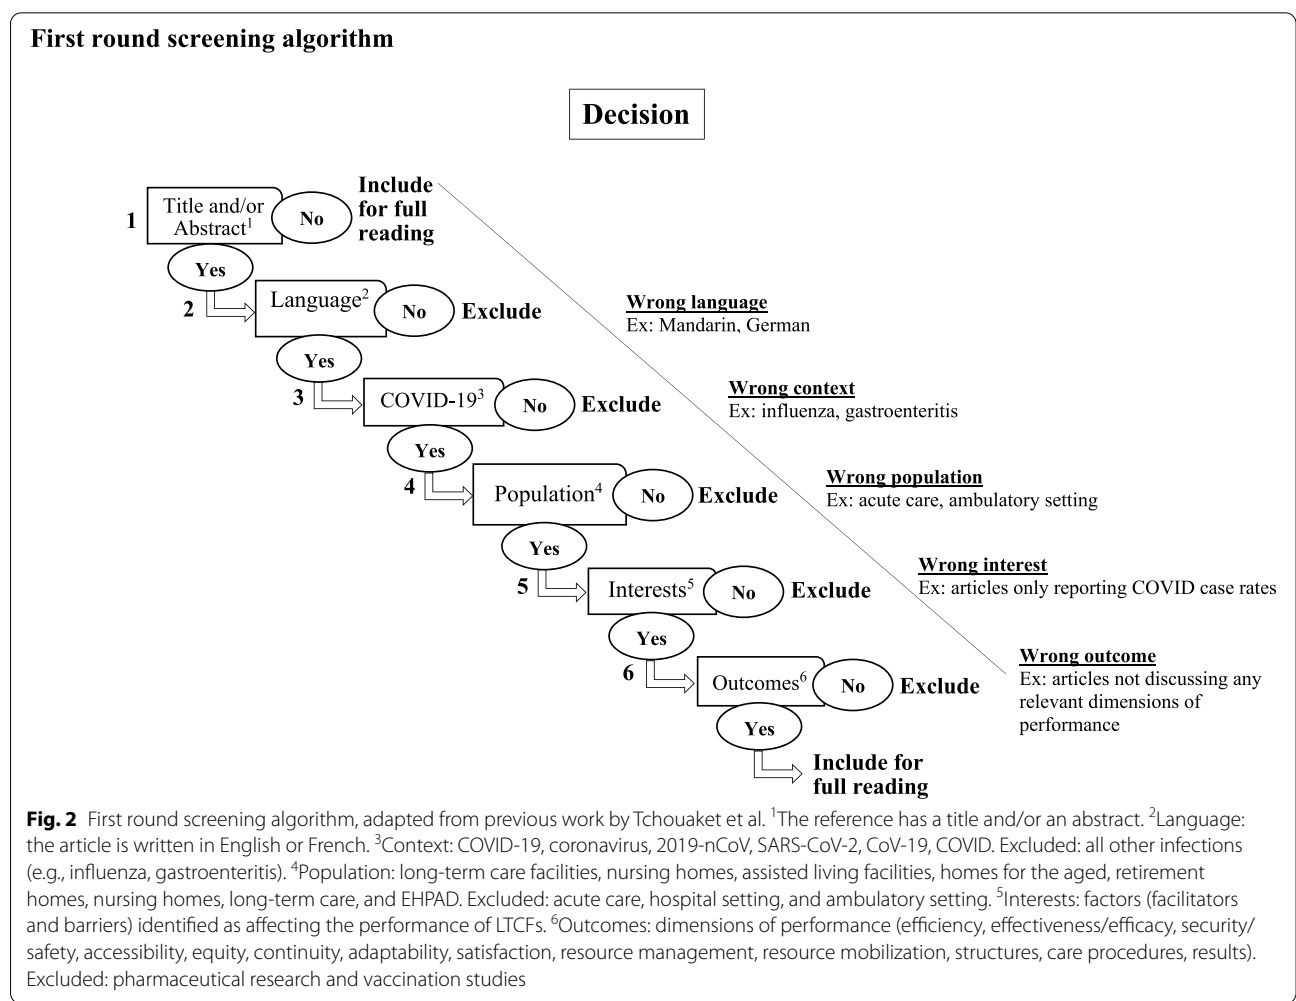 First round screening algorithm
Decision
1
Title and/or
Abstract1
No
Include
for full
reading
Yes
2
Language2
No
Exclude
Wrong language
Ex: Mandarin, German
Yes
3
COVID-193
No
Exclude
Wrong context
Ex: influenza, gastroenteritis
Yes
4
Population4
No
Exclude
Wrong population
Ex: acute care, ambulatory setting
Yes
5
Interests5
No
Exclude
Wrong interest
Ex: articles only reporting COVID case rates
Yes
6
Outcomes6
No
Exclude
Wrong outcome
Ex: articles not discussing any
relevant dimensions of
performance
Yes
Include for
full reading
Fig. 2 First round screening algorithm, adapted from previous work by Tchouaket et al. 1The reference has a title and/or an abstract. 2Language:
the article is written in English or French. 3Context: COVID-19, coronavirus, 2019-nCoV, SARS-CoV-2, CoV-19, COVID. Excluded: all other infections
(e.g., influenza, gastroenteritis). 4Population: long-term care facilities, nursing homes, assisted living facilities, homes for the aged, retirement
homes, nursing homes, long-term care, and EHPAD. Excluded: acute care, hospital setting, and ambulatory setting. 5Interests: factors (facilitators
and barriers) identified as affecting the performance of LTCFs. 6Outcomes: dimensions of performance (efficiency, effectiveness/efficacy, security/
safety, accessibility, equity, continuity, adaptability, satisfaction, resource management, resource mobilization, structures, care procedures, results).
Excluded: pharmaceutical research and vaccination studies